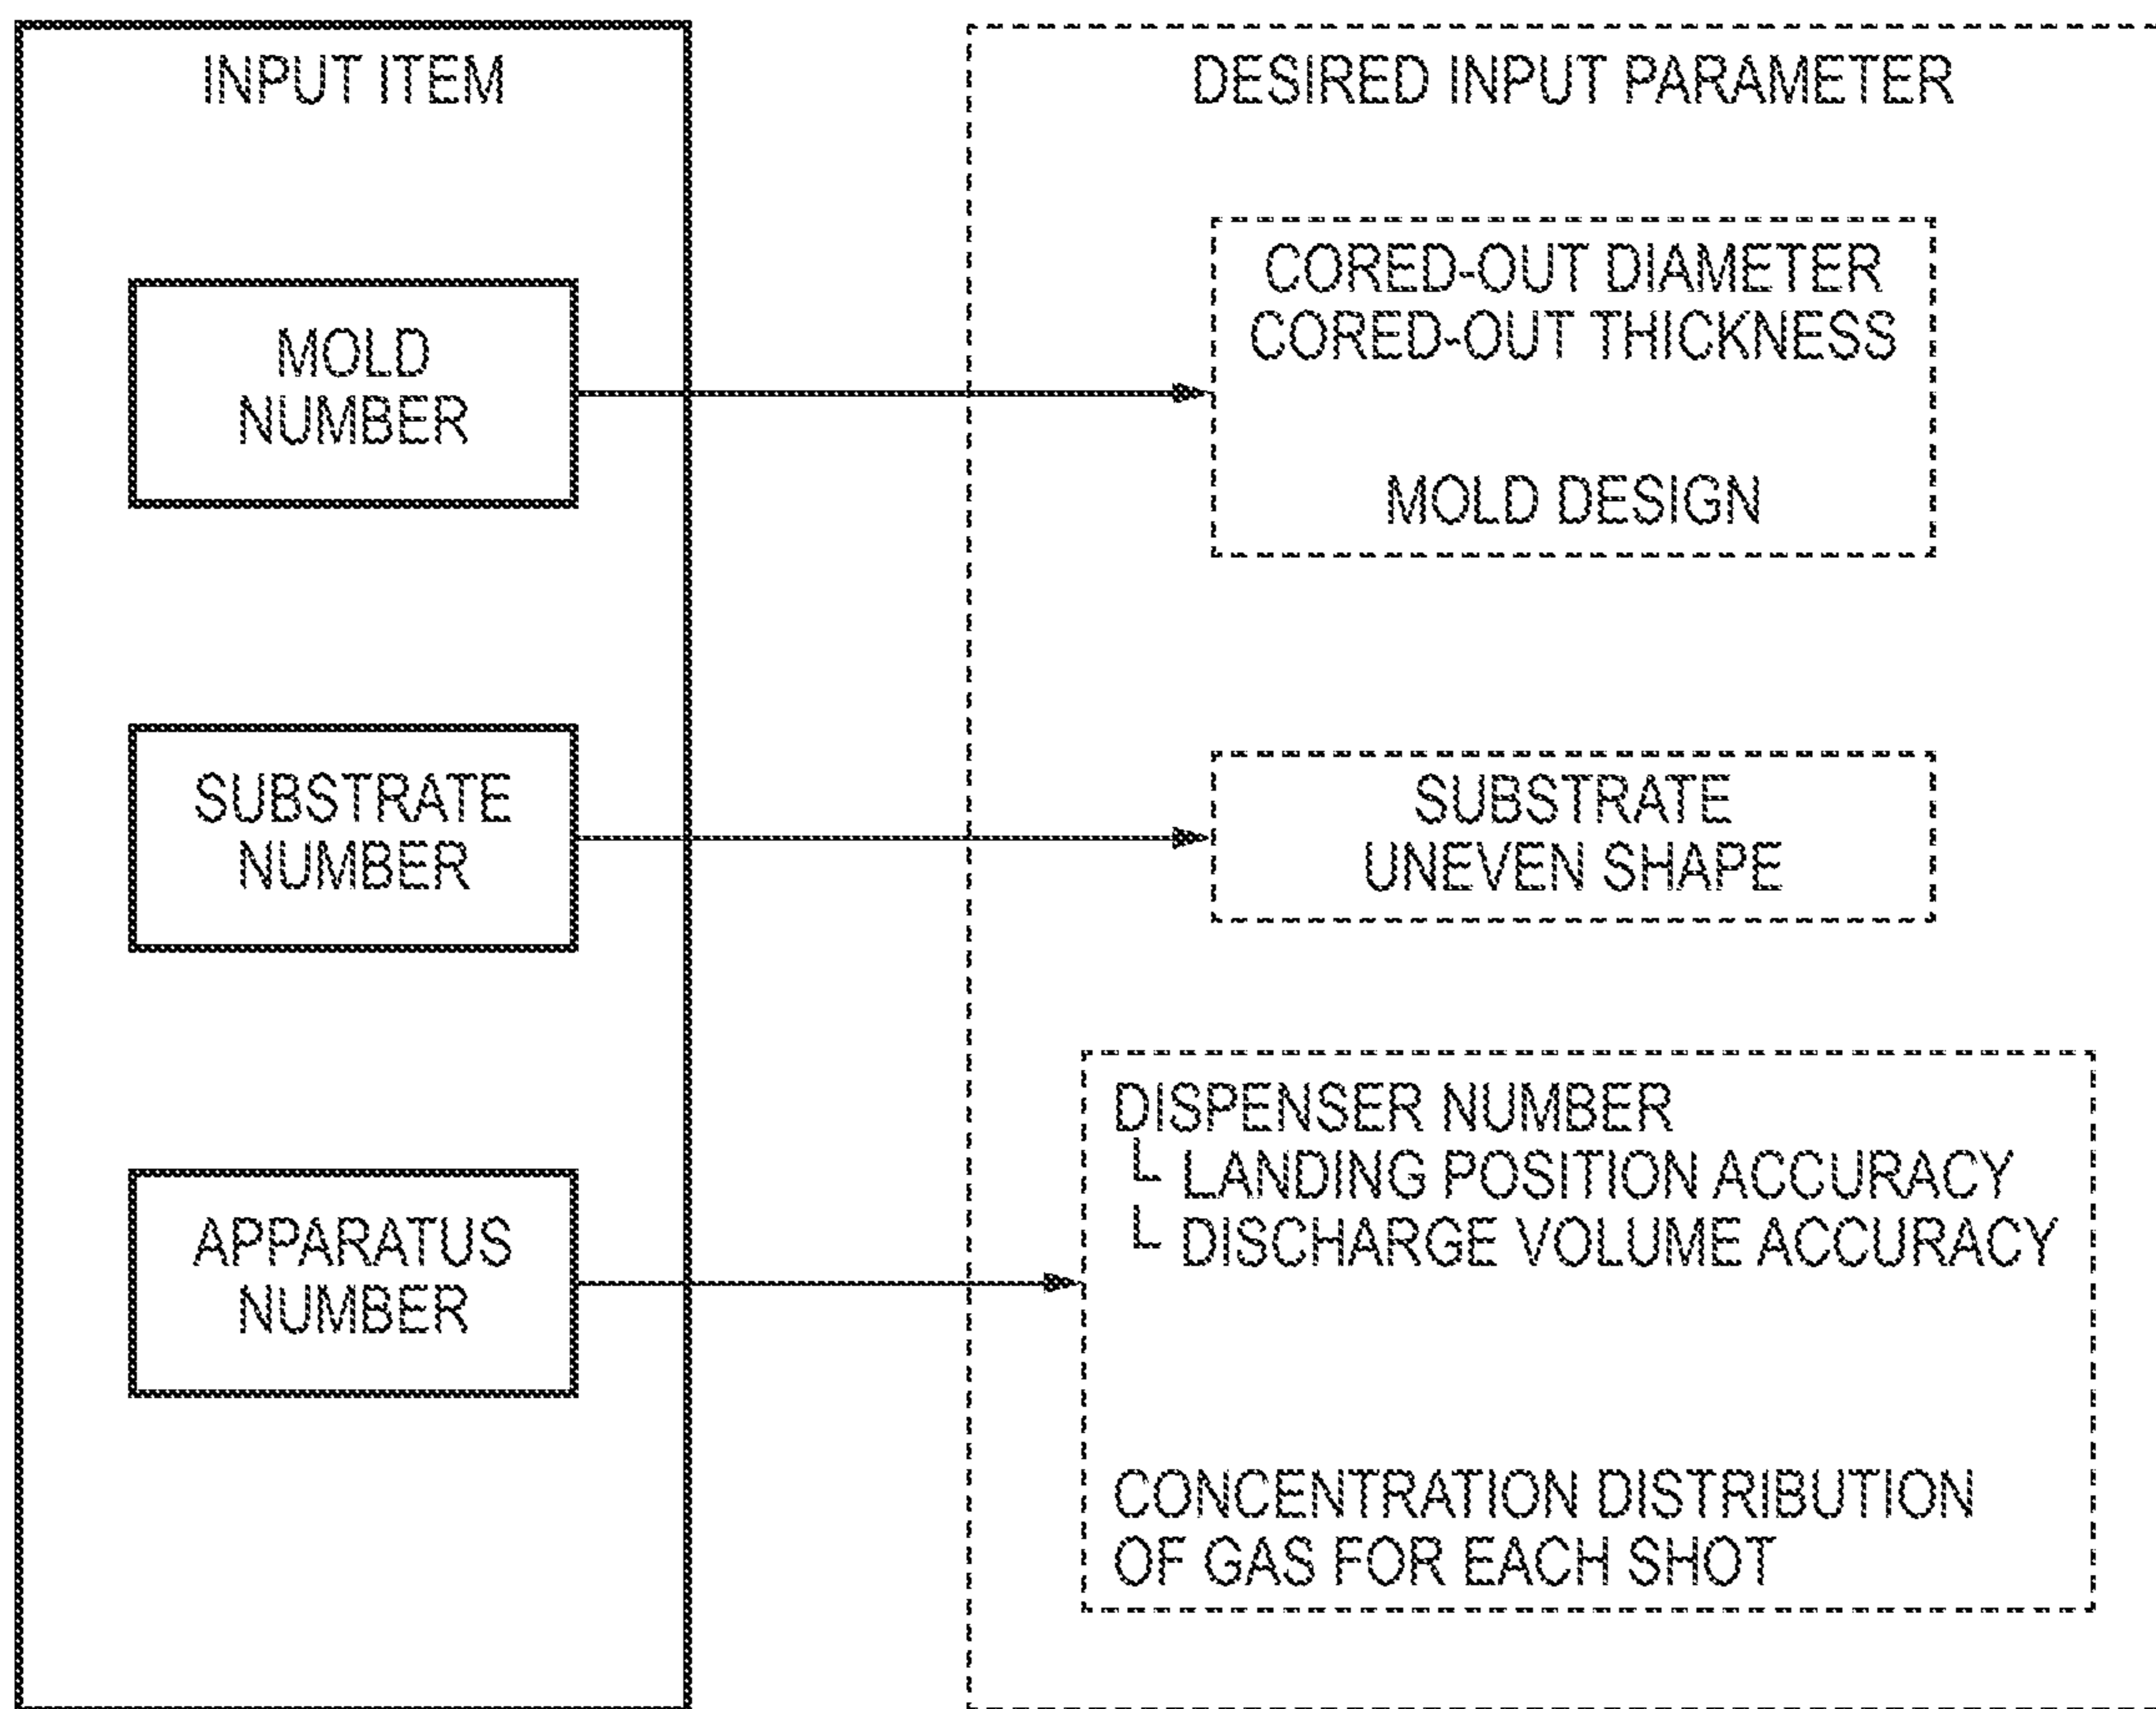 INPUT ITEM
MOLD
NUMBER
SUBSTRATE
NUMBER
APPARATUS
NUMBER
DESIRED INPUT PARAMETER
CORED-OUT DIAMETER
CORED-OUT THICKNESS
MOLD DESIGN
SUBSTRATE
UNEVEN SHAPE
DISPENSER NUMBER
LANDING POSITION ACCURACY
DISCHARGE VOLUME ACCURACY
CONCENTRATION DISTRIBUTION
OF GAS FOR EACH SHOT